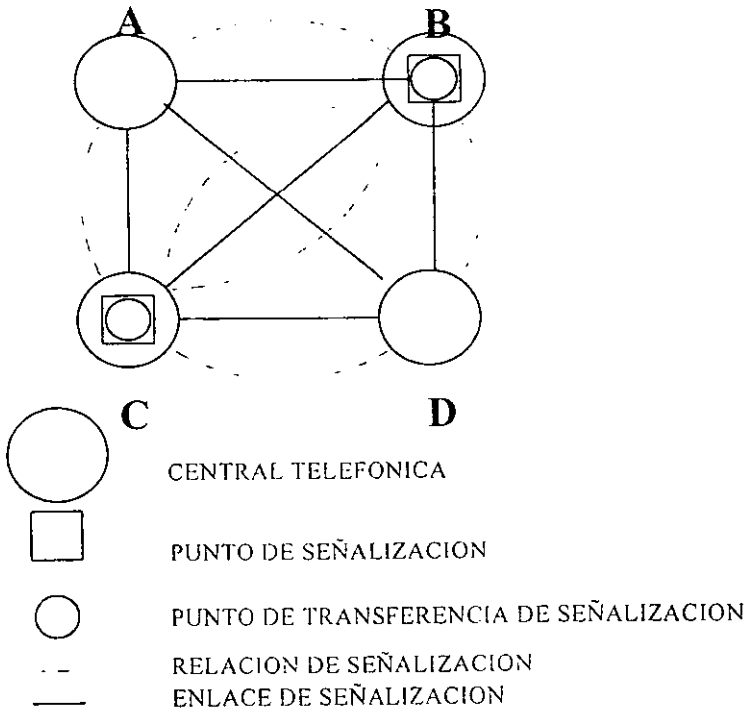 A B
C D
CENTRAL TELEFONICA
PUNTO DE SEÑALIZACION
PUNTO DE TRANSFERENCIA DE SEÑALIZACION
RELACION DE SEÑALIZACION
ENLACE DE SEÑALIZACION